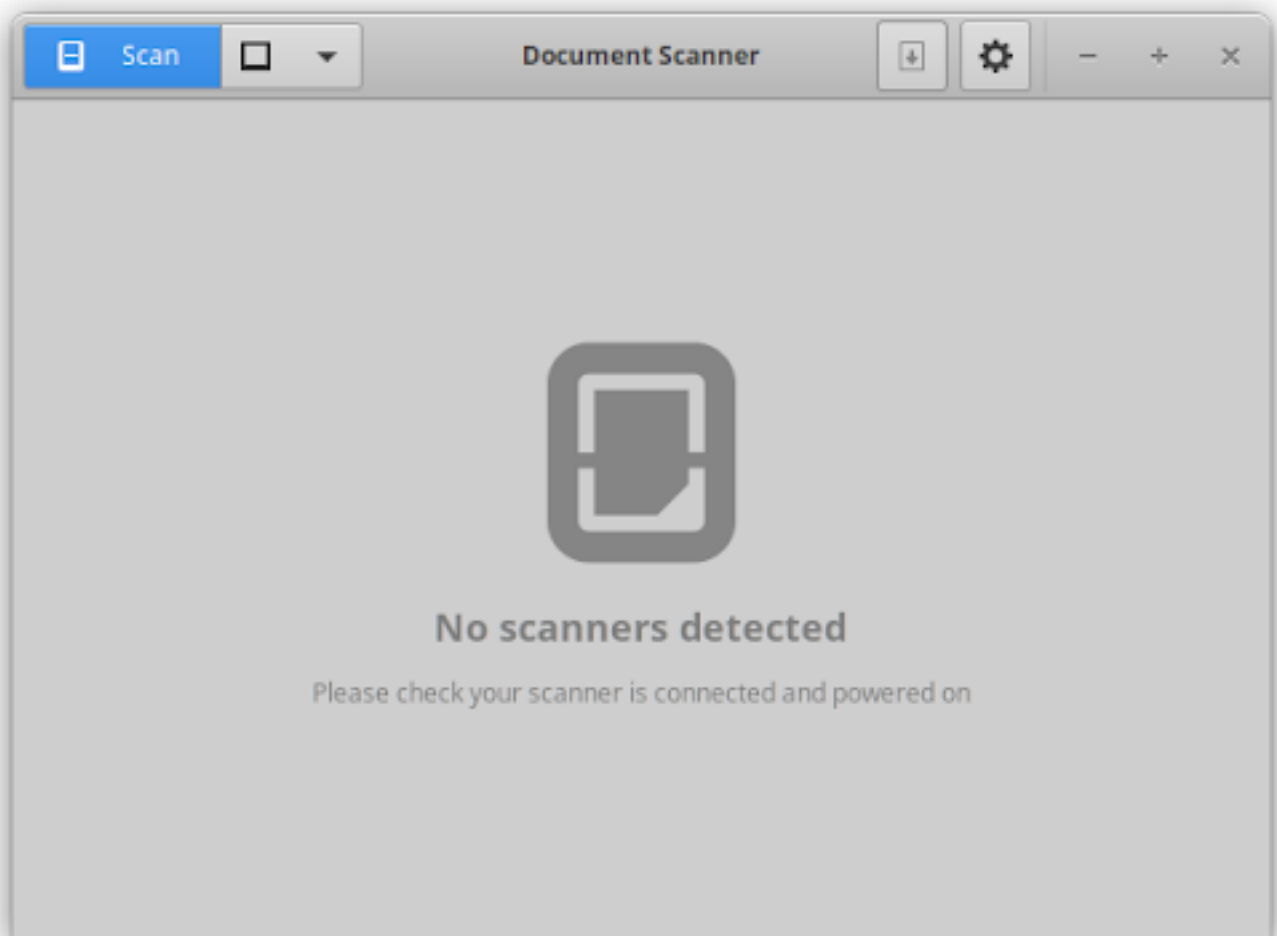 Scan
Document Scanner
No scanners detected
Please check your scanner is connected and powered on